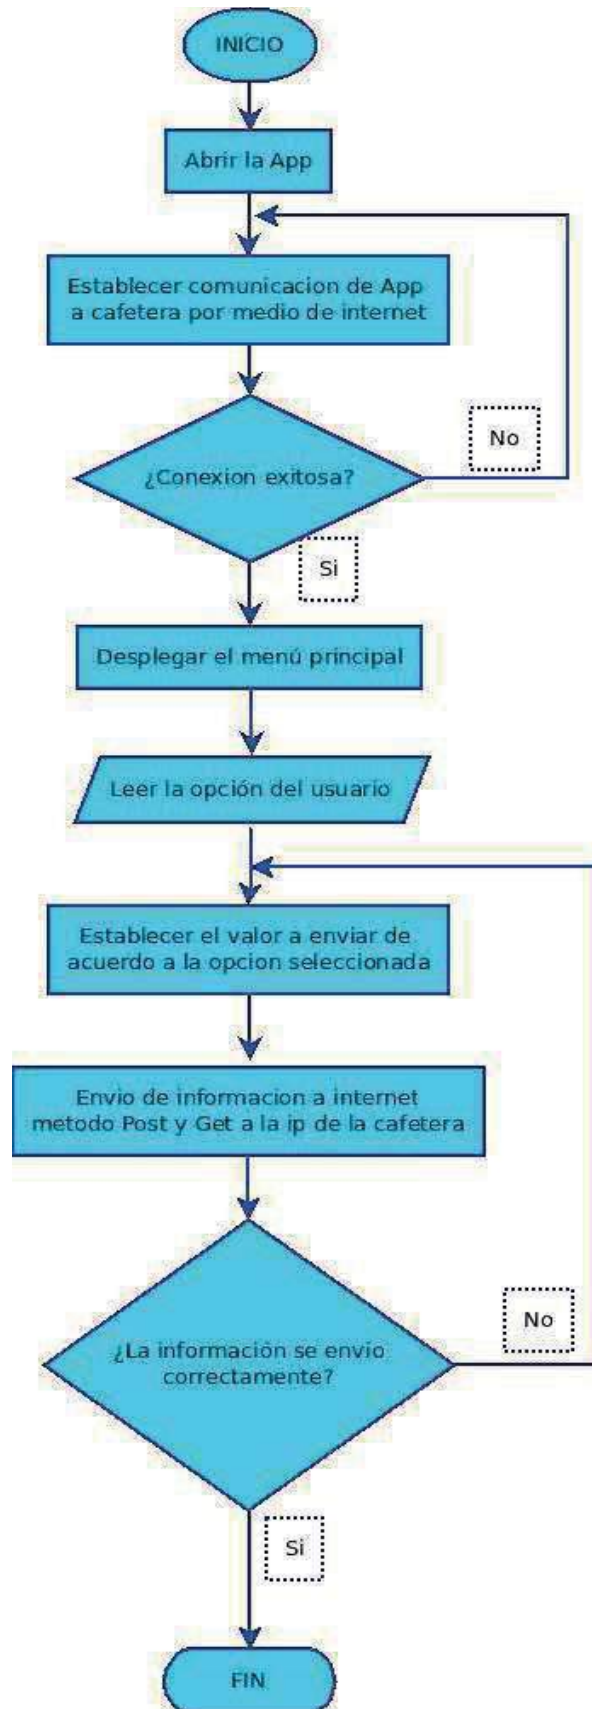 INICIO
Abrir la App
Establecer comunicacion de App
a cafetera por medio de internet
¿Conexion exitosa?
No
Si
Desplegar el menú principal
Leer la opción del usuario
Establecer el valor a enviar de
acuerdo a la opcion seleccionada
Envio de informacion a internet
metodo Post y Get a la ip de la cafetera
¿La información se envio
correctamente?
No
Si
FIN